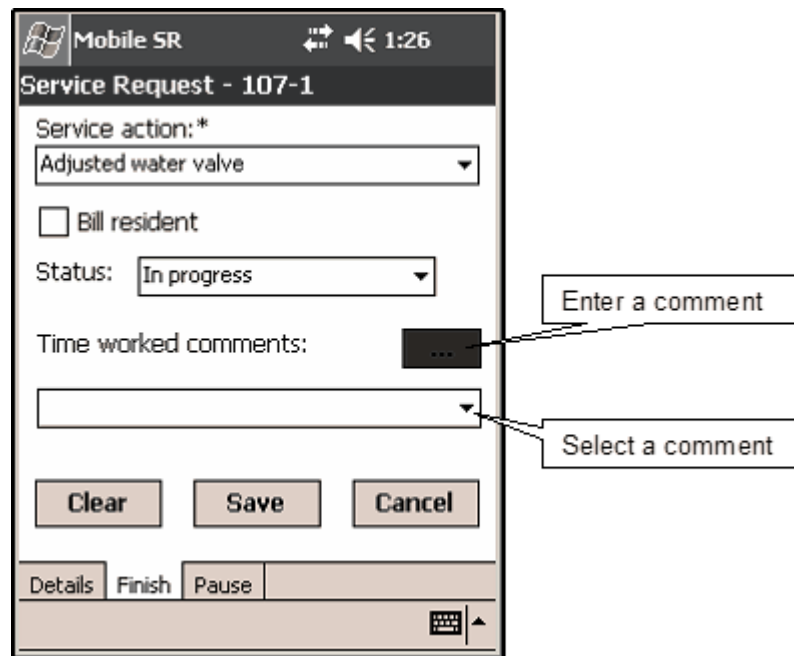 Mobile SR 1:26
Service Request - 107-1
Service action:*
Adjusted water valve
Bill resident
Status: In progress
Enter a comment
Time worked comments: ...
Select a comment
Clear Save Cancel
Details Finish Pause